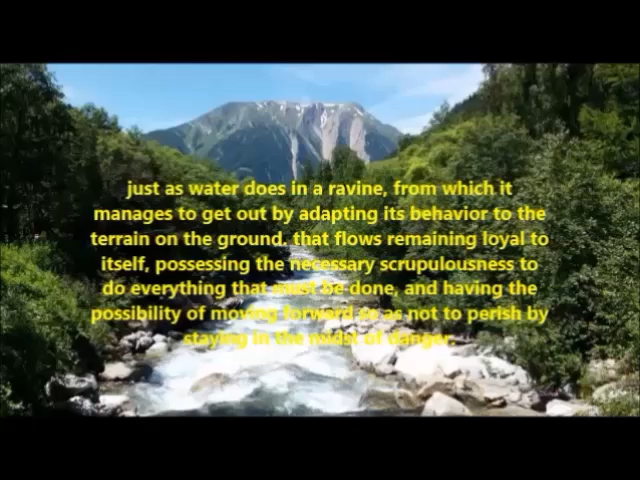 just as water does in a ravine, from which it
manages to get out by adapting its behavior to the
terrain on the ground. that flows remaining loyal to
itself, possessing the necessary scrupulousness to
do everything that must be done, and having the
possibility of moving forward so as not to perish by
staying in the midst of danger.